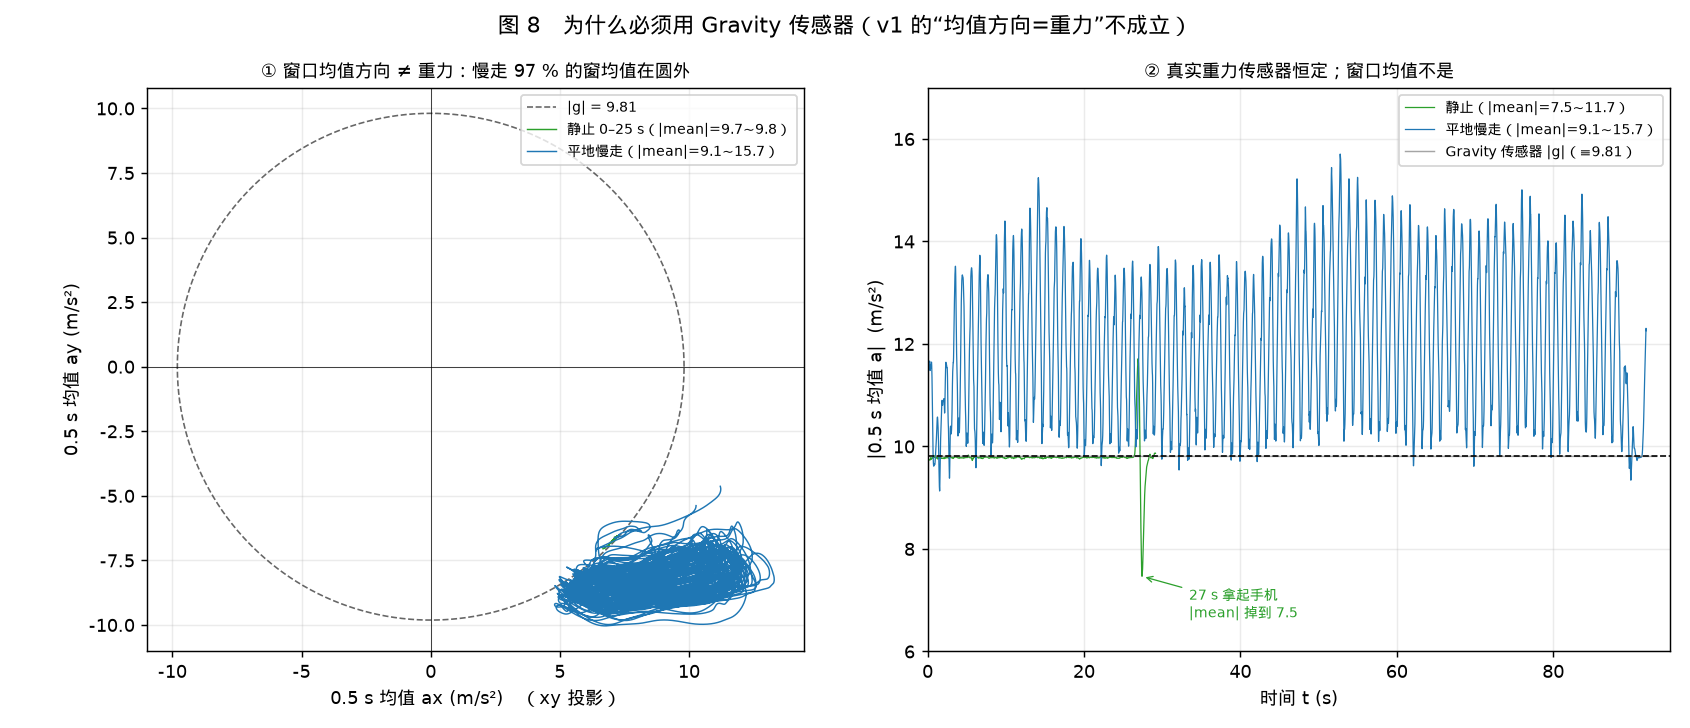 图 8　为什么必须用 Gravity 传感器（v1 的“均值方向=重力”不成立）
① 窗口均值方向 ≠ 重力：慢走 97 % 的窗均值在圆外
|g| = 9.81
静止 0–25 s（|mean|=9.7~9.8）
平地慢走（|mean|=9.1~15.7）
10.0
7.5
5.0
2.5
0.0
-2.5
-5.0
-7.5
-10.0
0.5 s 均值 ay (m/s²)
-10
-5
0
5
10
0.5 s 均值 ax (m/s²)　（xy 投影）
② 真实重力传感器恒定；窗口均值不是
静止（|mean|=7.5~11.7）
平地慢走（|mean|=9.1~15.7）
Gravity 传感器 |g|（≡9.81）
16
14
12
10
8
6
|0.5 s 均值 a|  (m/s²)
27 s 拿起手机
|mean| 掉到 7.5
0
20
40
60
80
时间 t (s)